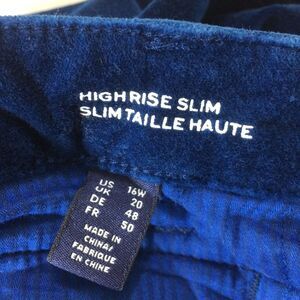 HIGH RISE SLIM
SLIM TAILLE HAUTE
US 16W
UK 20
DE 48
FR 50
MADE IN
CHINA/
FABRIQUE
EN CHINE